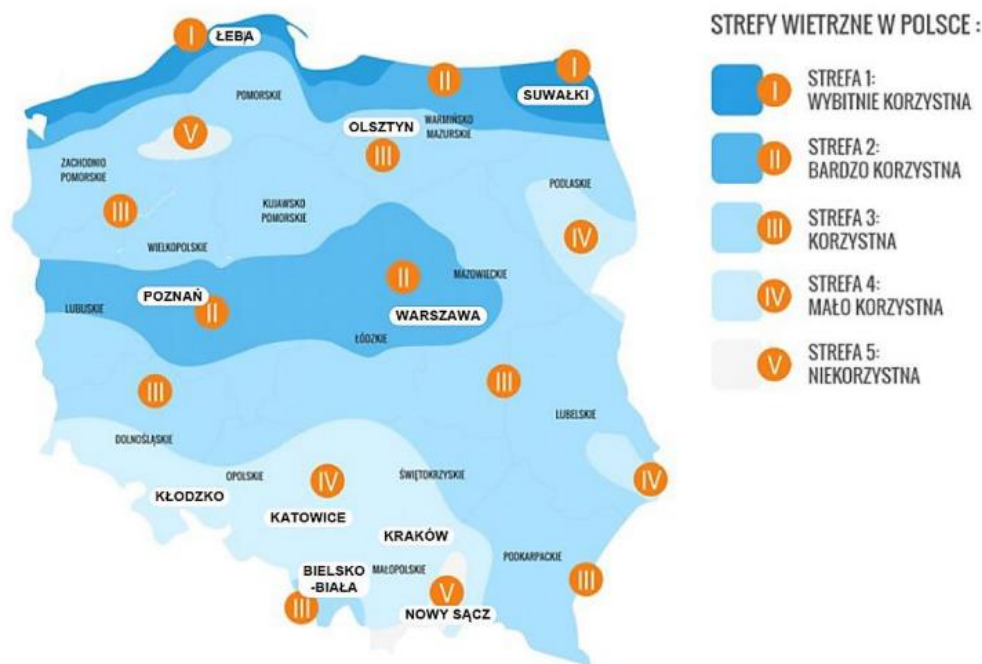 STREFY WIETRZNE W POLSCE :
I
STREFA 1:
WYBITNIE KORZYSTNA
II
STREFA 2:
BARDZO KORZYSTNA
III
STREFA 3:
KORZYSTNA
IV
STREFA 4:
MAŁO KORZYSTNA
V
STREFA 5:
NIEKORZYSTNA
I
ŁEBA
II
I
SUWAŁKI
POMORSKIE
V
OLSZTYN
WARMIŃSKO
MAZURSKIE
III
ZACHODNIO
POMORSKIE
PODLASKIE
III
KUJAWSKO
POMORSKIE
IV
WIELKOPOLSKIE
II
MAZOWIECKIE
LUBUSKIE
POZNAŃ
II
WARSZAWA
ŁÓDZKIE
III
III
LUBELSKIE
DOLNOŚLĄSKIE
OPOLSKIE
IV
ŚWIĘTOKRZYSKIE
IV
KŁODZKO
KATOWICE
KRAKÓW
BIELSKO
-BIAŁA
MAŁOPOLSKIE
PODKARPACKIE
III
V
III
NOWY SĄCZ